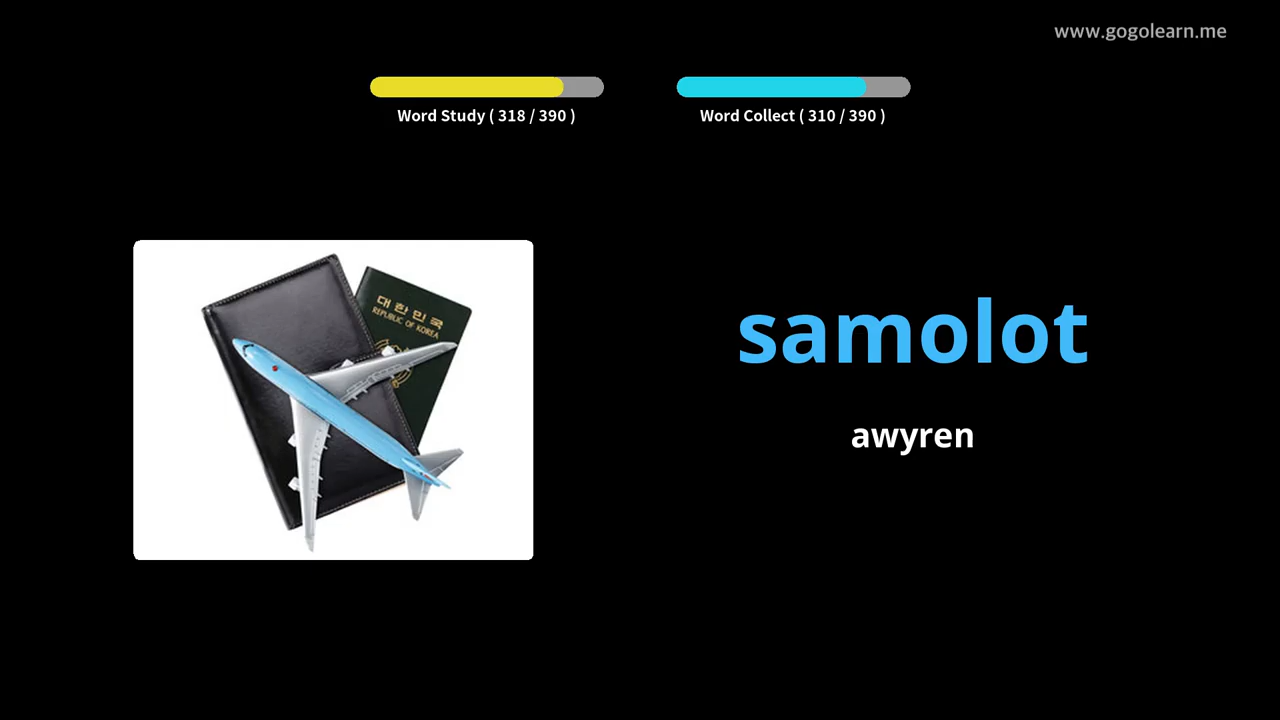 www.gogolearn.me
Word Study ( 318 / 390 )
Word Collect ( 310 / 390 )
대한민국
REPUBLIC OF KOREA
samolot
awyren